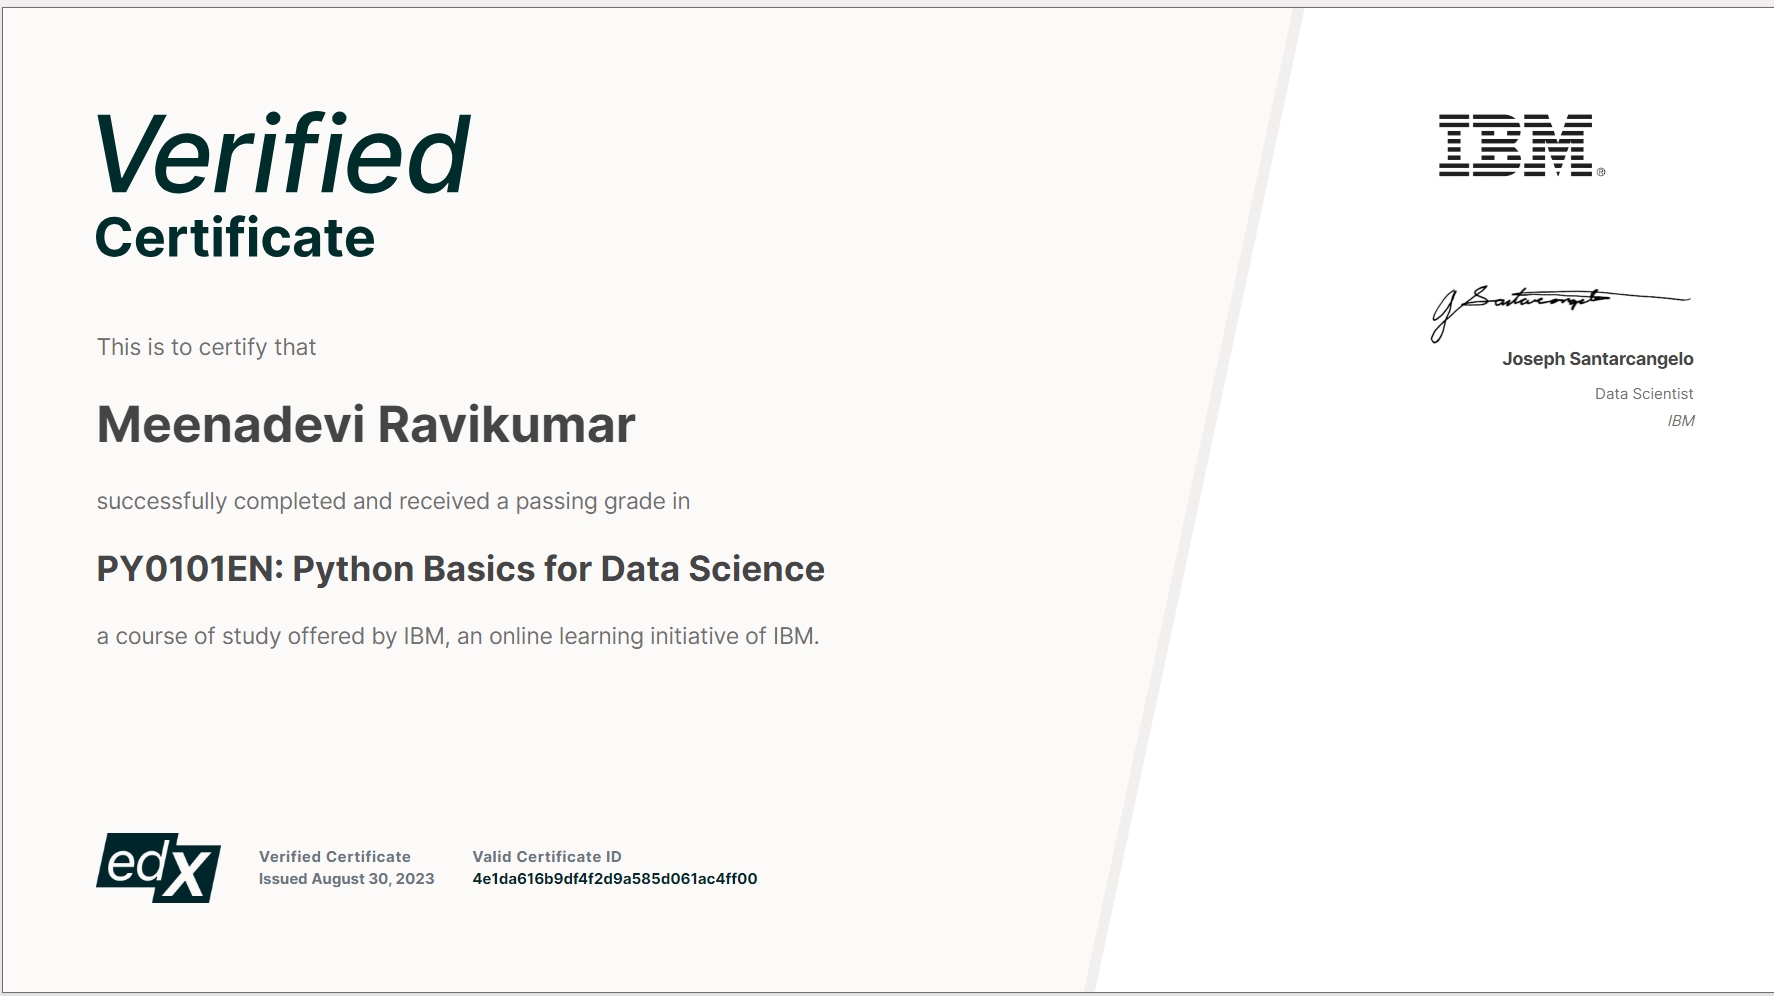 Verified
Certificate
This is to certify that
Meenadevi Ravikumar
successfully completed and received a passing grade in
PY0101EN: Python Basics for Data Science
a course of study offered by IBM, an online learning initiative of IBM.
edX
Verified Certificate
Issued August 30, 2023
Valid Certificate ID
4e1da616b9df4f2d9a585d061ac4ff00
IBM®
J Santarcangelo
Joseph Santarcangelo
Data Scientist
IBM